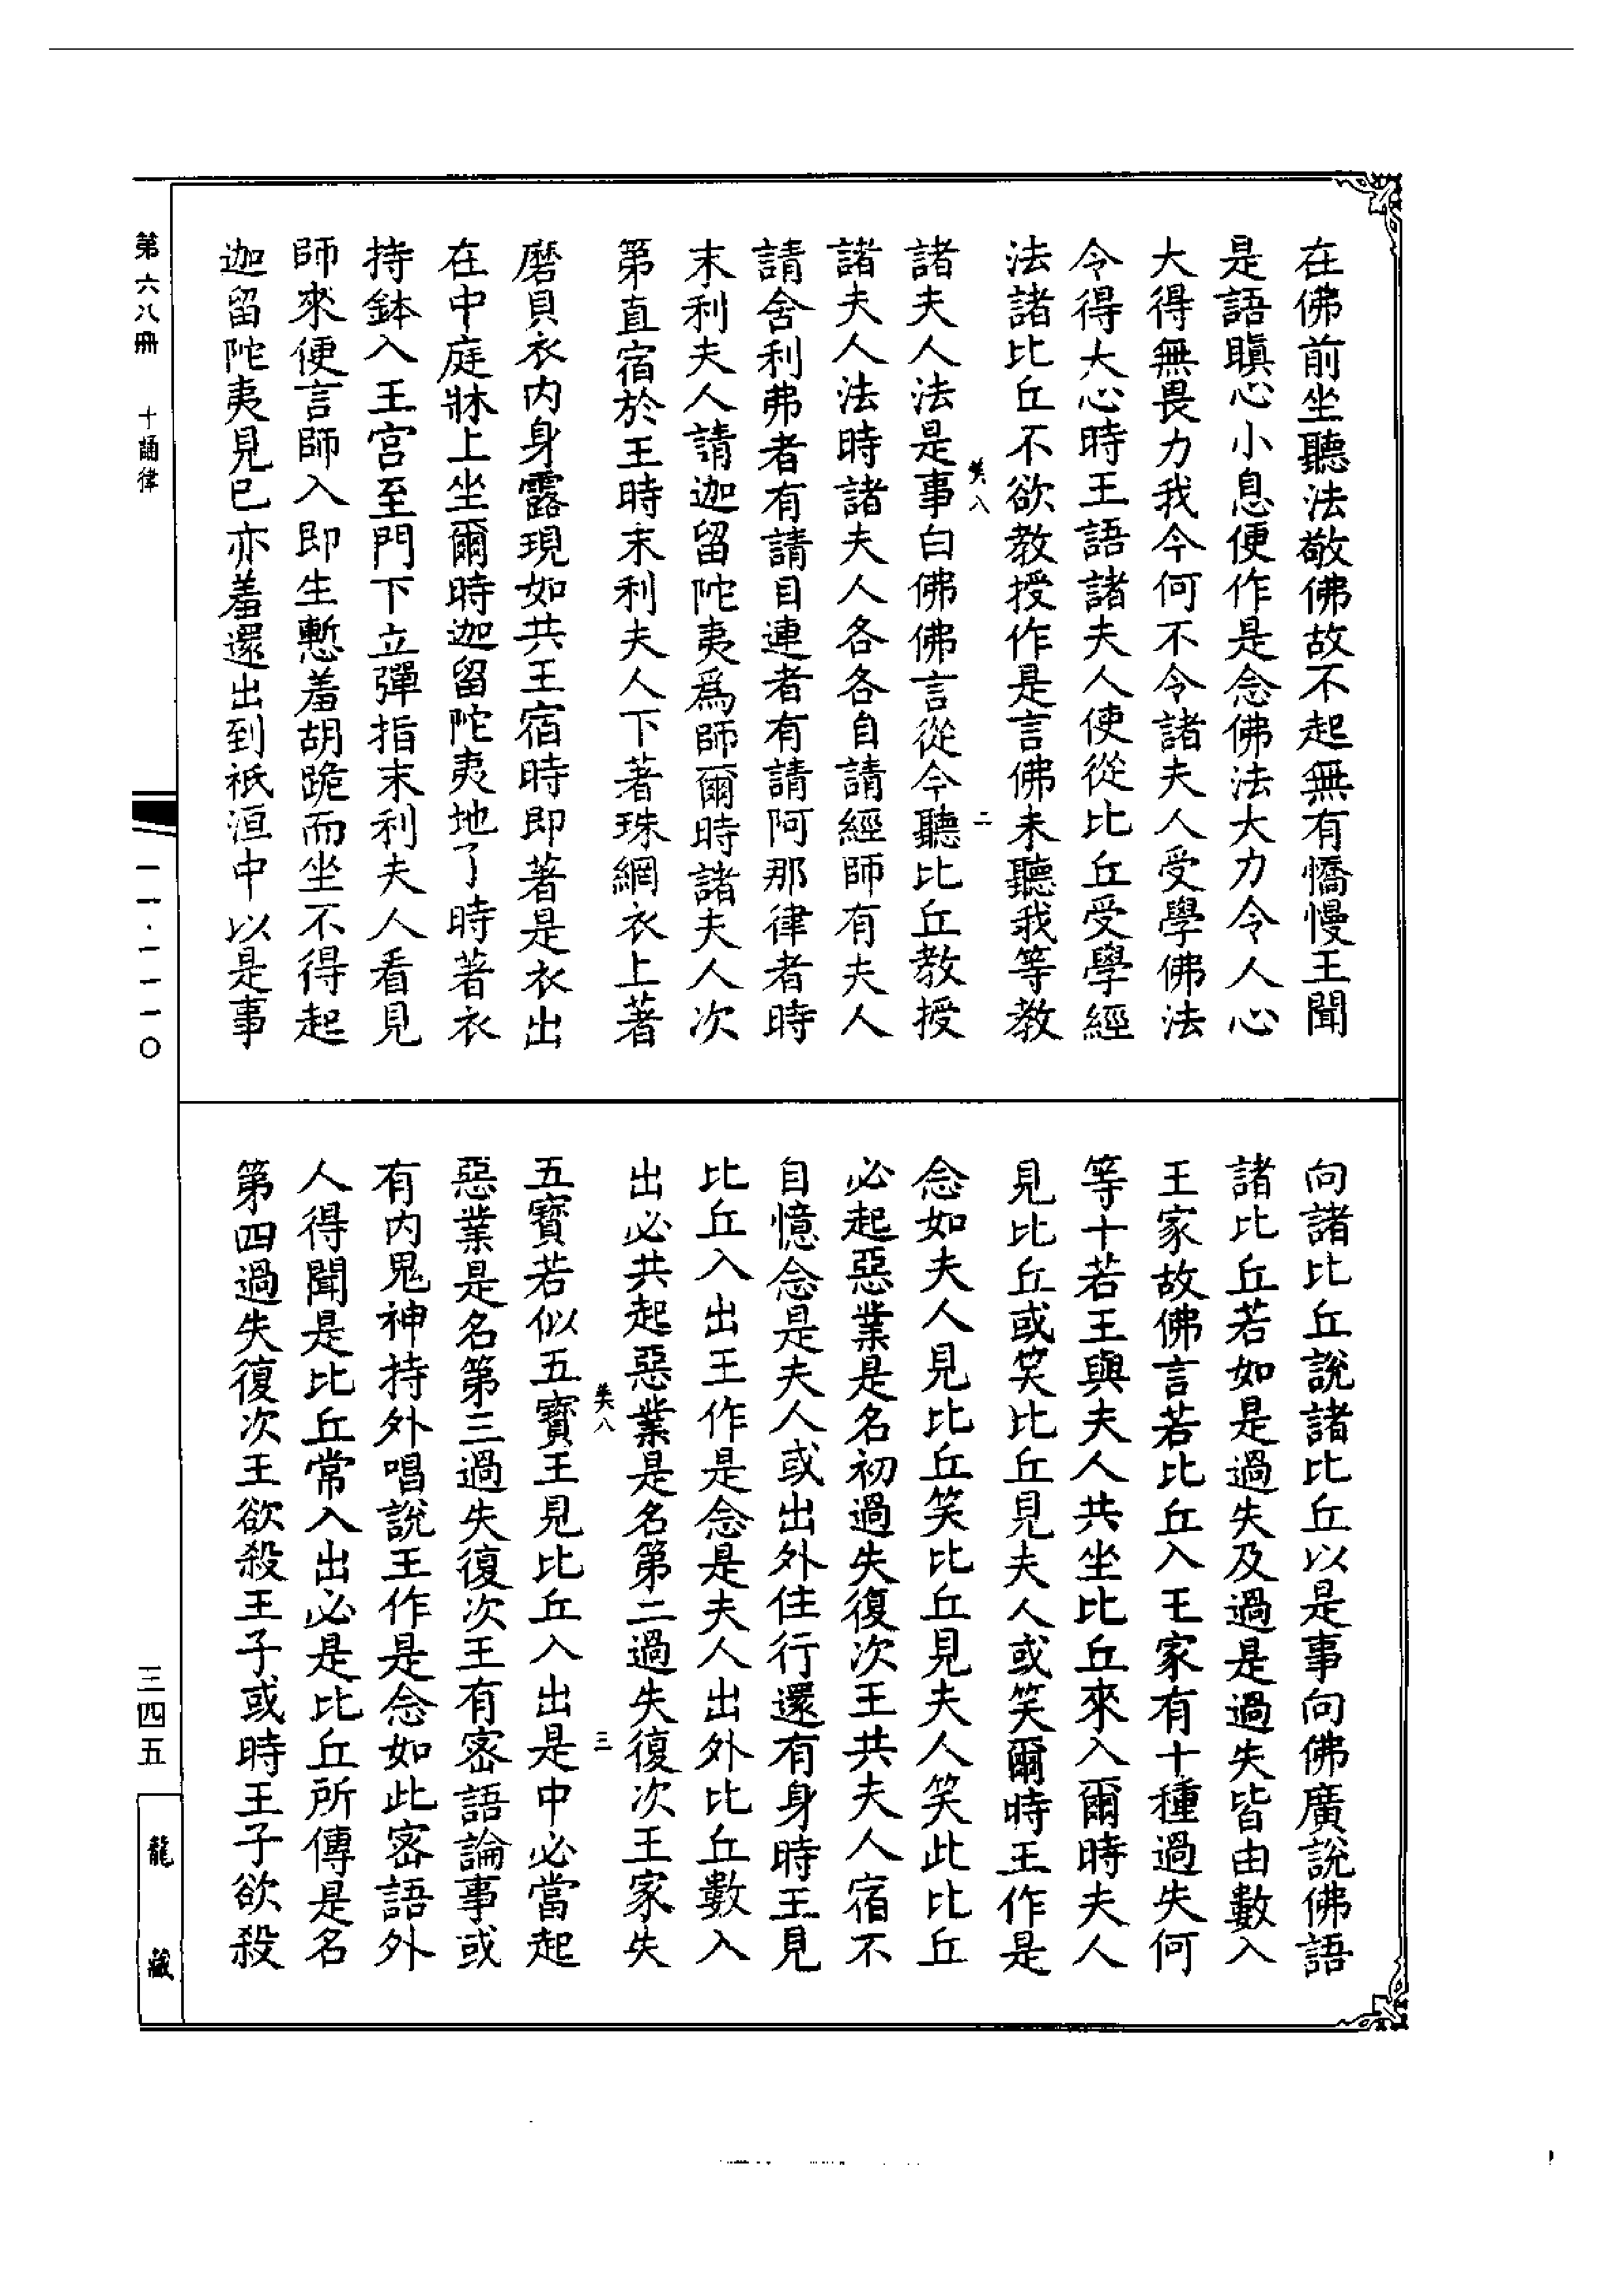 在佛前坐聽法敬佛故不起無有憍慢王聞
是語瞋心小息便作是念佛法大力令人心
大得無畏力我今何不令諸夫人受學佛法
令得大心時王語諸夫人使從比丘受學經
法諸比丘不欲教授作是言佛未聽我等教
諸夫人法是事白佛佛言從今聽比丘教授
諸夫人法時諸夫人各各自請經師有夫人
請舍利弗者有請目連者有請阿那律者時
末利夫人請迦留陀夷爲師爾時諸夫人次
第直宿於王時末利夫人下著珠網衣上著
磨貝衣内身露現如共王宿時即著是衣出
在中庭牀上坐爾時迦留陀夷地了時著衣
持鉢入王宮至門下立彈指末利夫人看見
師來便言師入即生慙羞胡跪而坐不得起
迦留陀夷見已亦羞還出到祇洹中以是事
二
第六八冊 十誦律
一一·一一一〇
向諸比丘說諸比丘以是事向佛廣說佛語
諸比丘若如是過失及過是過失皆由數入
王家故佛言若比丘入王家有十種過失何
等十若王與夫人共坐比丘來入爾時夫人
見比丘或笑比丘見夫人或笑爾時王作是
念如夫人見比丘笑比丘見夫人笑此比丘
必起惡業是名初過失復次王共夫人宿不
自憶念是夫人或出外住行還有身時王見
比丘入出王作是念是夫人出外比丘數入
出必共起惡業是名第二過失復次王家失
五寶若似五寶王見比丘入出是中必當起
惡業是名第三過失復次王有密語論事或
有内鬼神持外唱說王作是念如此密語外
人得聞是比丘常入出必是比丘所傳是名
第四過失復次王欲殺王子或時王子欲殺
三
三四五
龍藏